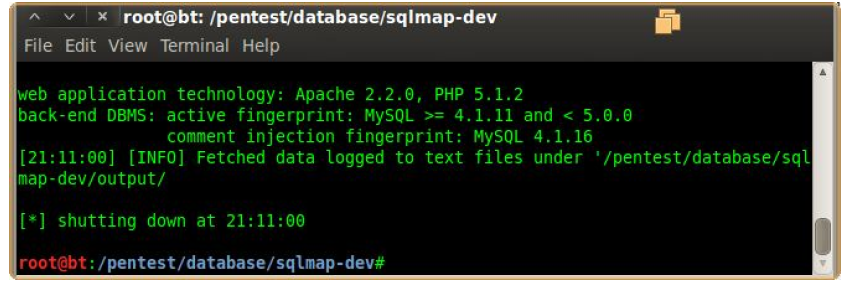 root@bt: /pentest/database/sqlmap-dev
File Edit View Terminal Help
web application technology: Apache 2.2.0, PHP 5.1.2
back-end DBMS: active fingerprint: MySQL >= 4.1.11 and < 5.0.0
comment injection fingerprint: MySQL 4.1.16
[21:11:00] [INFO] Fetched data logged to text files under '/pentest/database/sql
map-dev/output/
[*] shutting down at 21:11:00
root@bt:/pentest/database/sqlmap-dev#